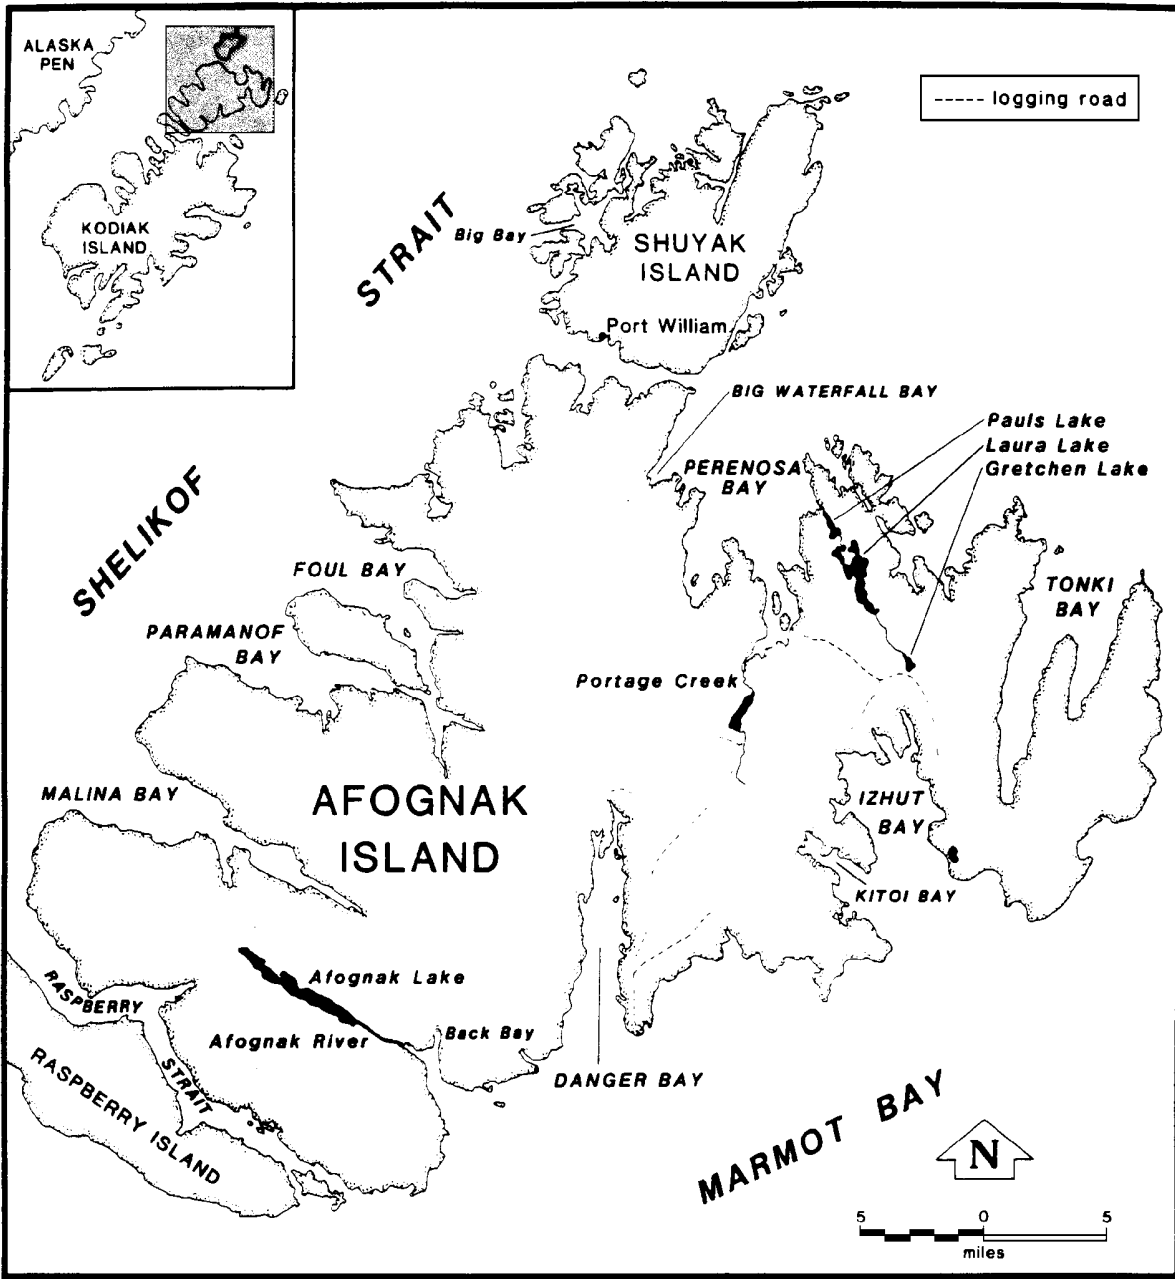 ALASKA
PEN
KODIAK
ISLAND
----- logging road
STRAIT
Big Bay
SHUYAK
ISLAND
Port William
BIG WATERFALL BAY
Pauls Lake
Laura Lake
Gretchen Lake
PERENOSA
BAY
SHELIKOF
FOUL BAY
TONKI
BAY
PARAMANOF
BAY
Portage Creek
MALINA BAY
AFOGNAK
ISLAND
IZHUT
BAY
KITOI BAY
Afognak Lake
RASPBERRY
STRAIT
Afognak River
Back Bay
DANGER BAY
RASPBERRY ISLAND
MARMOT BAY
N
5 0 5
miles